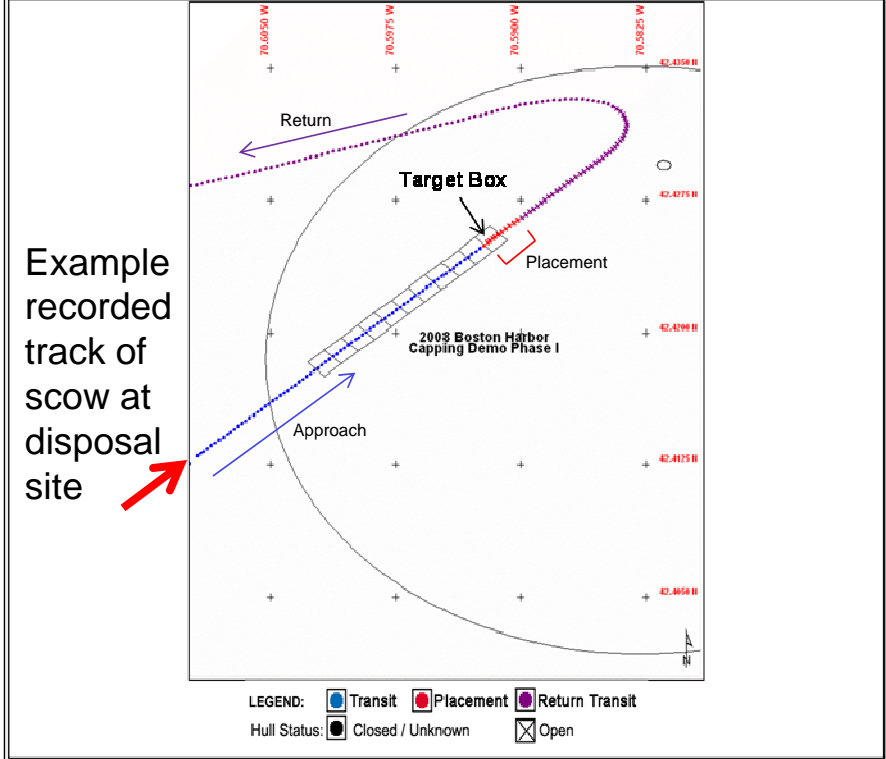 70.6050 W
70.5975 W
70.5900 W
70.5825 W
42.4350 N
Return
Target Box
42.4275 N
Placement
Example
recorded
track of
scow at
disposal
site
2008 Boston Harbor
Capping Demo Phase I
42.4200 N
Approach
42.4125 N
42.4050 N
N
LEGEND: Transit Placement Return Transit
Hull Status: Closed / Unknown Open